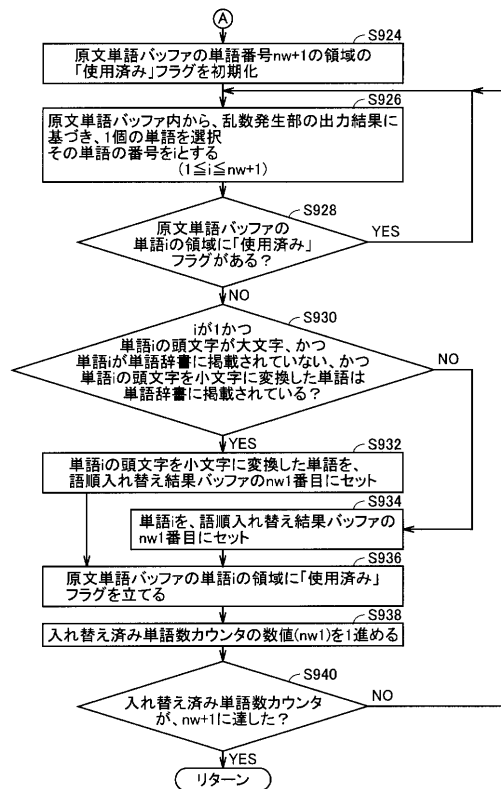 A
S924
原文単語バッファの単語番号nw+1の領域の
「使用済み」フラグを初期化
S926
原文単語バッファ内から、乱数発生部の出力結果に
基づき、1個の単語を選択
その単語の番号をiとする
(1≦i≦nw+1)
S928
原文単語バッファの
単語iの領域に「使用済み」
フラグがある?
YES
NO
S930
iが1かつ
単語iの頭文字が大文字、かつ
単語iが単語辞書に掲載されていない、かつ
単語iの頭文字を小文字に変換した単語は
単語辞書に掲載されている?
NO
YES
S932
単語iの頭文字を小文字に変換した単語を、
語順入れ替え結果バッファのnw1番目にセット
S934
単語iを、語順入れ替え結果バッファの
nw1番目にセット
S936
原文単語バッファの単語iの領域に「使用済み」
フラグを立てる
S938
入れ替え済み単語数カウンタの数値(nw1)を1進める
S940
入れ替え済み単語数カウンタ
が、nw+1に達した?
NO
YES
リターン